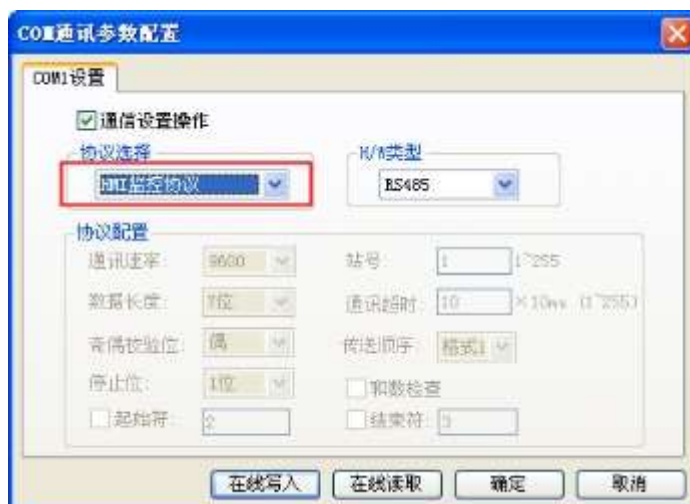 COM通讯参数配置
COM1设置
通信设置操作
协议选择
H/W类型
HMI监控协议
RS485
协议配置
通讯速率: 9600
站号: 1 1~255
数据长度: 7位
通讯超时: 10 ×10ms (1~255)
奇偶校验位: 偶
传送顺序: 格式1
停止位: 1位
和数检查
起始符: 2
结束符: 3
在线写入
在线读取
确定
取消